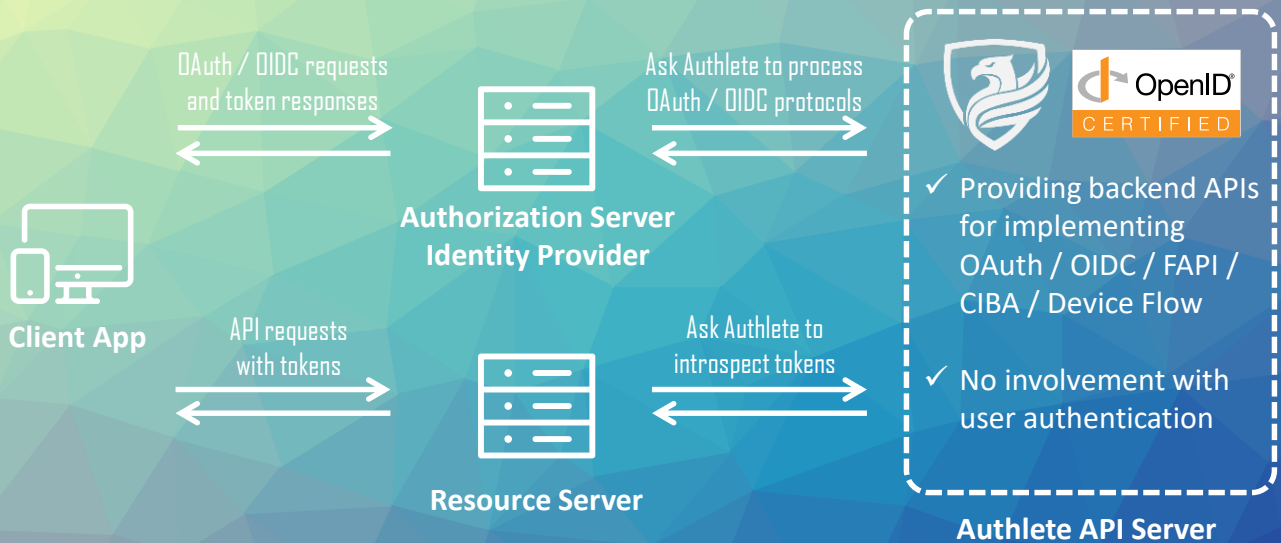 OAuth / OIDC requests
and token responses
Ask Authlete to process
OAuth / OIDC protocols
OpenID®
CERTIFIED
Authorization Server
Identity Provider
✓ Providing backend APIs
for implementing
OAuth / OIDC / FAPI /
CIBA / Device Flow
Client App
API requests
with tokens
Ask Authlete to
introspect tokens
✓ No involvement with
user authentication
Resource Server
Authlete API Server